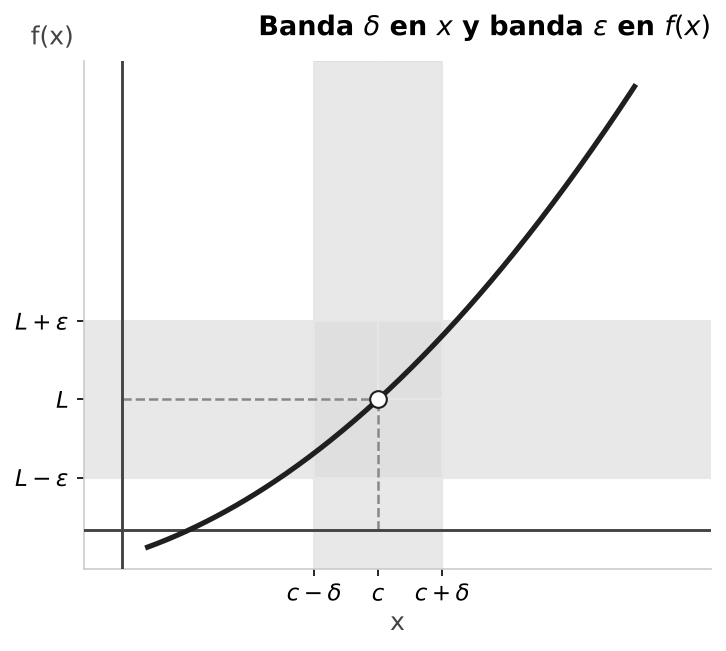 Banda δ en x y banda ε en f(x)
f(x)
L + ε
L
L − ε
c − δ c c + δ
x